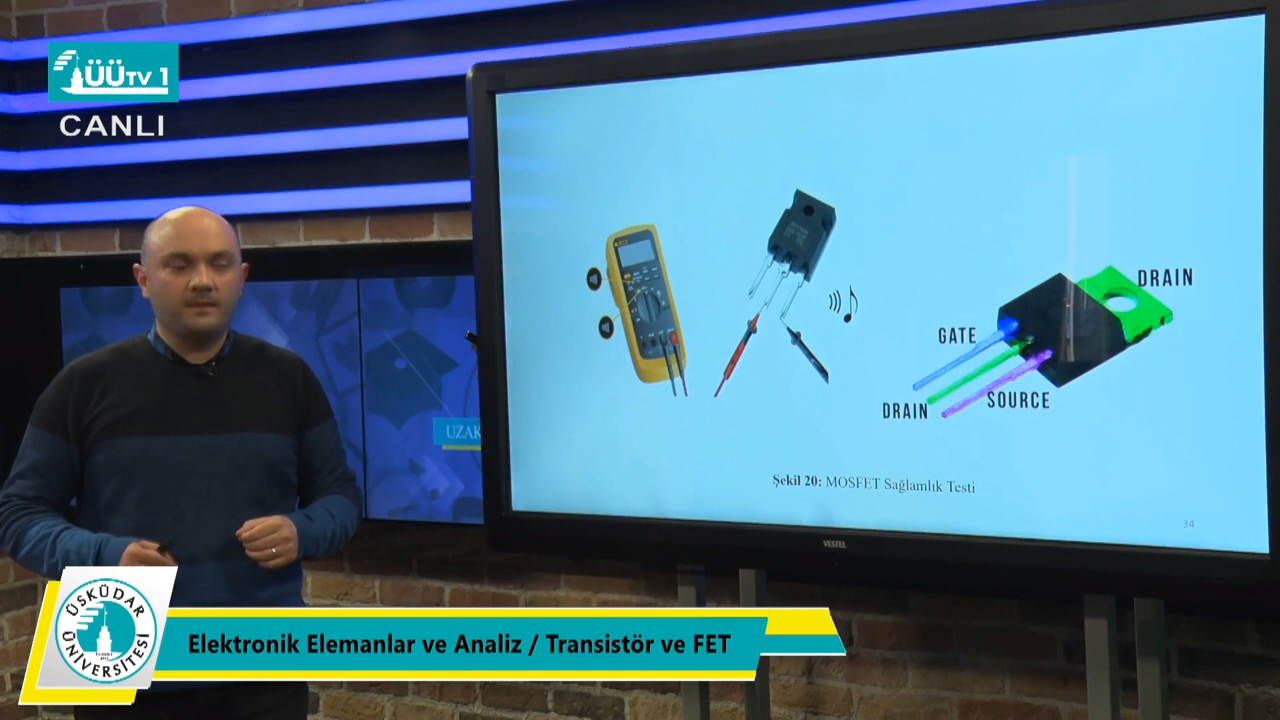 ÜÜTV 1
CANLI
DRAIN
GATE
DRAIN
SOURCE
Şekil 20: MOSFET Sağlamlık Testi
34
VESTEL
UZAK
ÜSKÜDAR ÜNİVERSİTESİ
Elektronik Elemanlar ve Analiz / Transistör ve FET